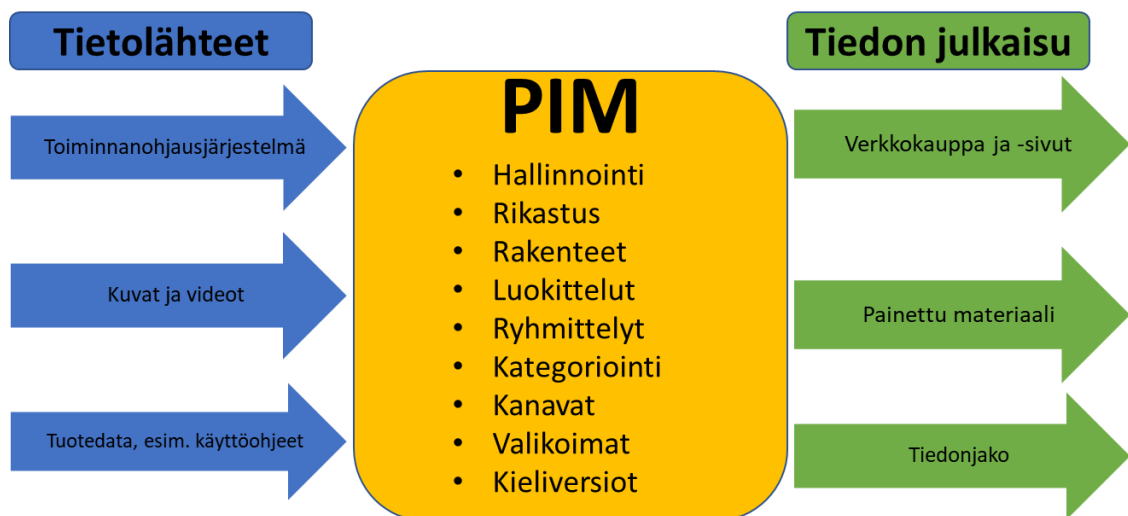 Tietolähteet
Toiminnanohjausjärjestelmä
Kuvat ja videot
Tuotedata, esim. käyttöohjeet
PIM
• Hallinnointi
• Rikastus
• Rakenteet
• Luokittelut
• Ryhmittelyt
• Kategoriointi
• Kanavat
• Valikoimat
• Kieliversiot
Tiedon julkaisu
Verkkokauppa ja -sivut
Painettu materiaali
Tiedonjako